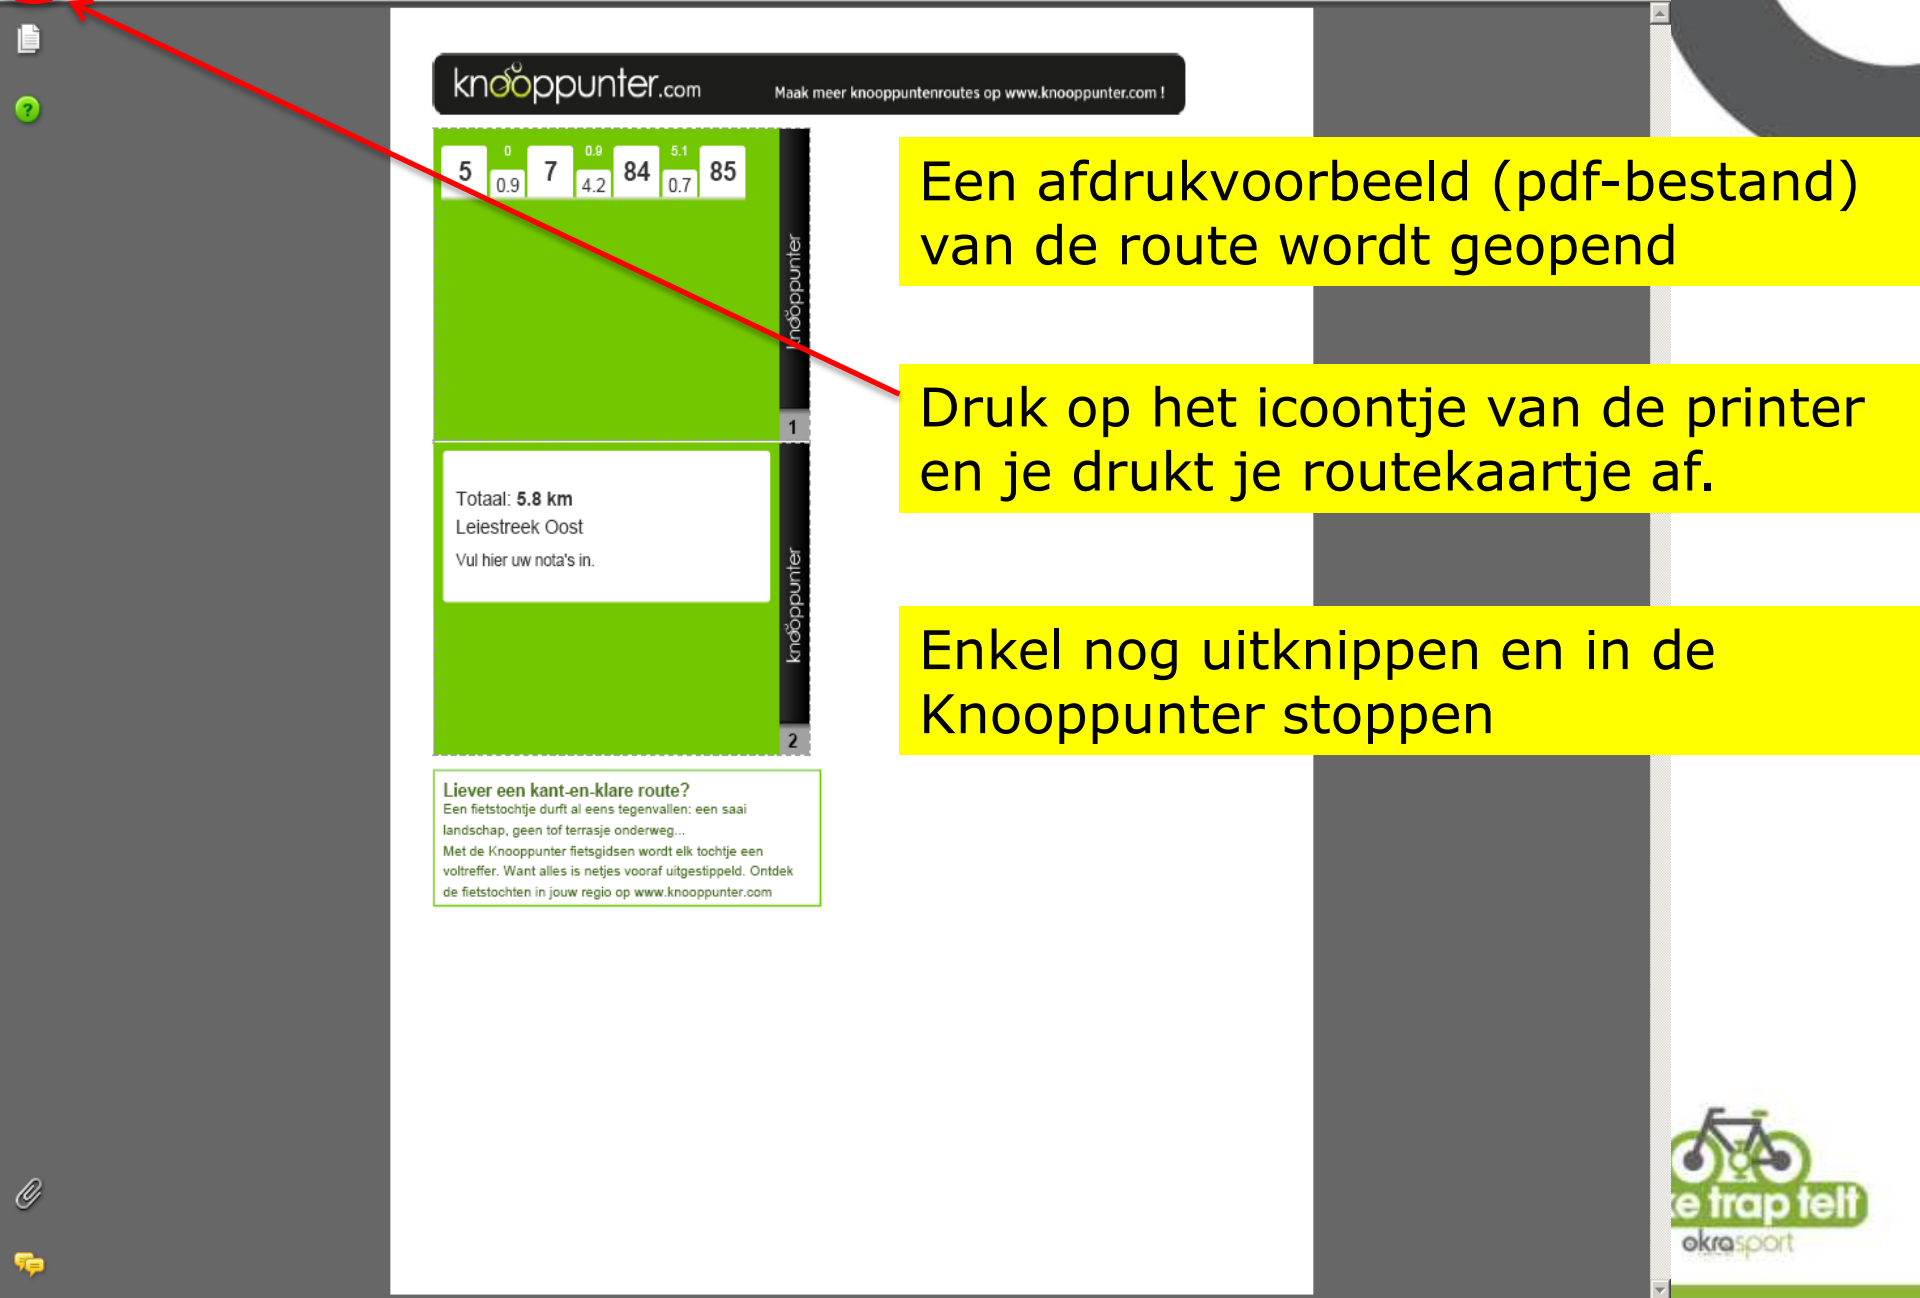 knooppunter.com
Maak meer knooppuntenroutes op www.knooppunter.com !
0 0.9 5.1
5 0.9 7 4.2 84 0.7 85
knooppunter
1
Totaal: 5.8 km
Leiestreek Oost
Vul hier uw nota's in.
knooppunter
2
Liever een kant-en-klare route?
Een fietstochtje durft al eens tegenvallen: een saai
landschap, geen tof terrasje onderweg...
Met de Knooppunter fietsgidsen wordt elk tochtje een
voltreffer. Want alles is netjes vooraf uitgestippeld. Ontdek
de fietstochten in jouw regio op www.knooppunter.com
Een afdrukvoorbeeld (pdf-bestand)
van de route wordt geopend
Druk op het icoontje van de printer
en je drukt je routekaartje af.
Enkel nog uitknippen en in de
Knooppunter stoppen
trap telt
okrasport